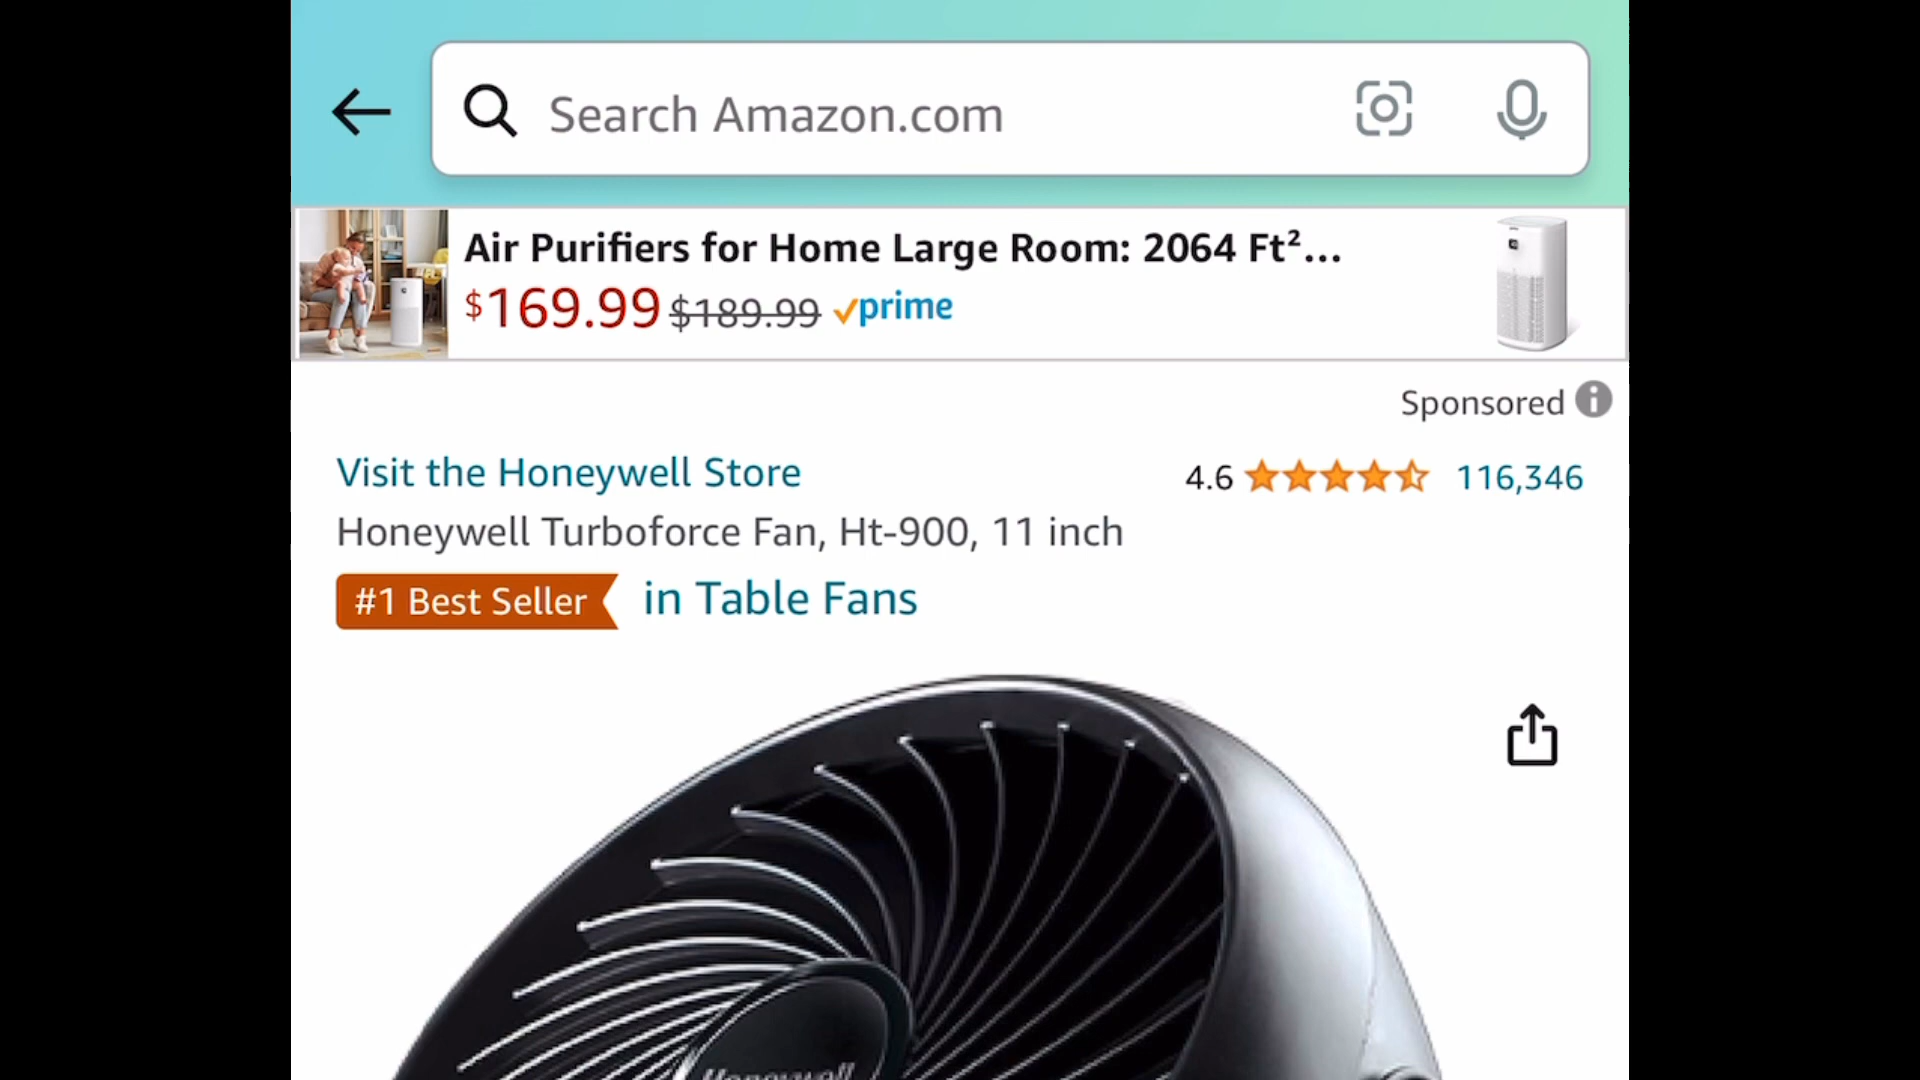 Search Amazon.com
Air Purifiers for Home Large Room: 2064 Ft²...
$169.99 $189.99 prime
Sponsored
Visit the Honeywell Store 4.6 116,346
Honeywell Turboforce Fan, Ht-900, 11 inch
#1 Best Seller in Table Fans
Honeywell